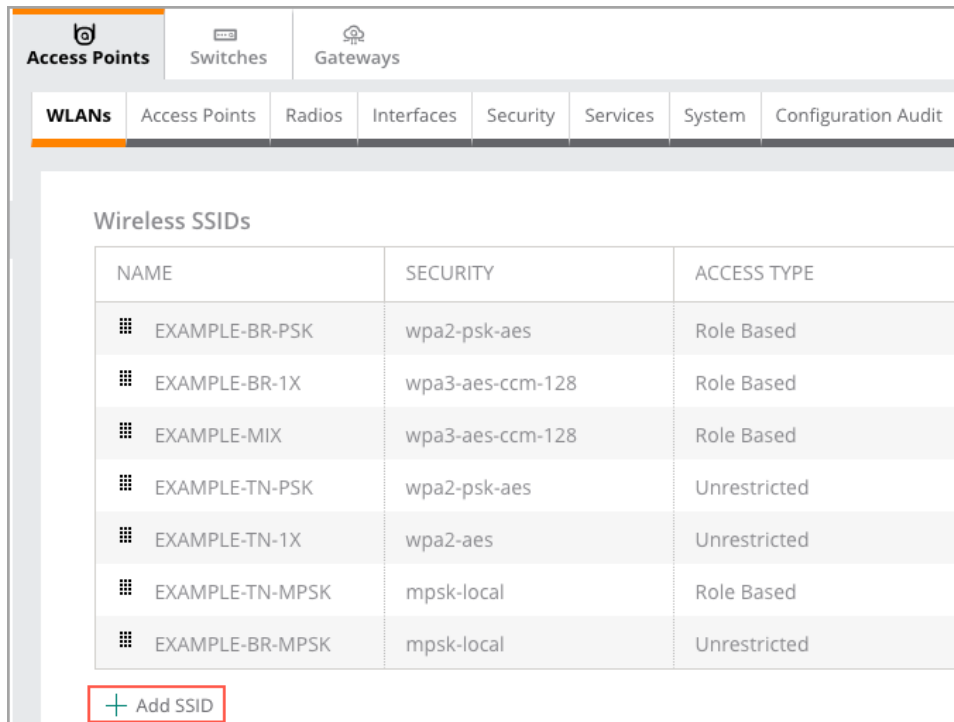 Access Points Switches Gateways
WLANs Access Points Radios Interfaces Security Services System Configuration Audit
Wireless SSIDs
NAME SECURITY ACCESS TYPE
EXAMPLE-BR-PSK wpa2-psk-aes Role Based
EXAMPLE-BR-1X wpa3-aes-ccm-128 Role Based
EXAMPLE-MIX wpa3-aes-ccm-128 Role Based
EXAMPLE-TN-PSK wpa2-psk-aes Unrestricted
EXAMPLE-TN-1X wpa2-aes Unrestricted
EXAMPLE-TN-MPSK mpsk-local Role Based
EXAMPLE-BR-MPSK mpsk-local Unrestricted
+ Add SSID